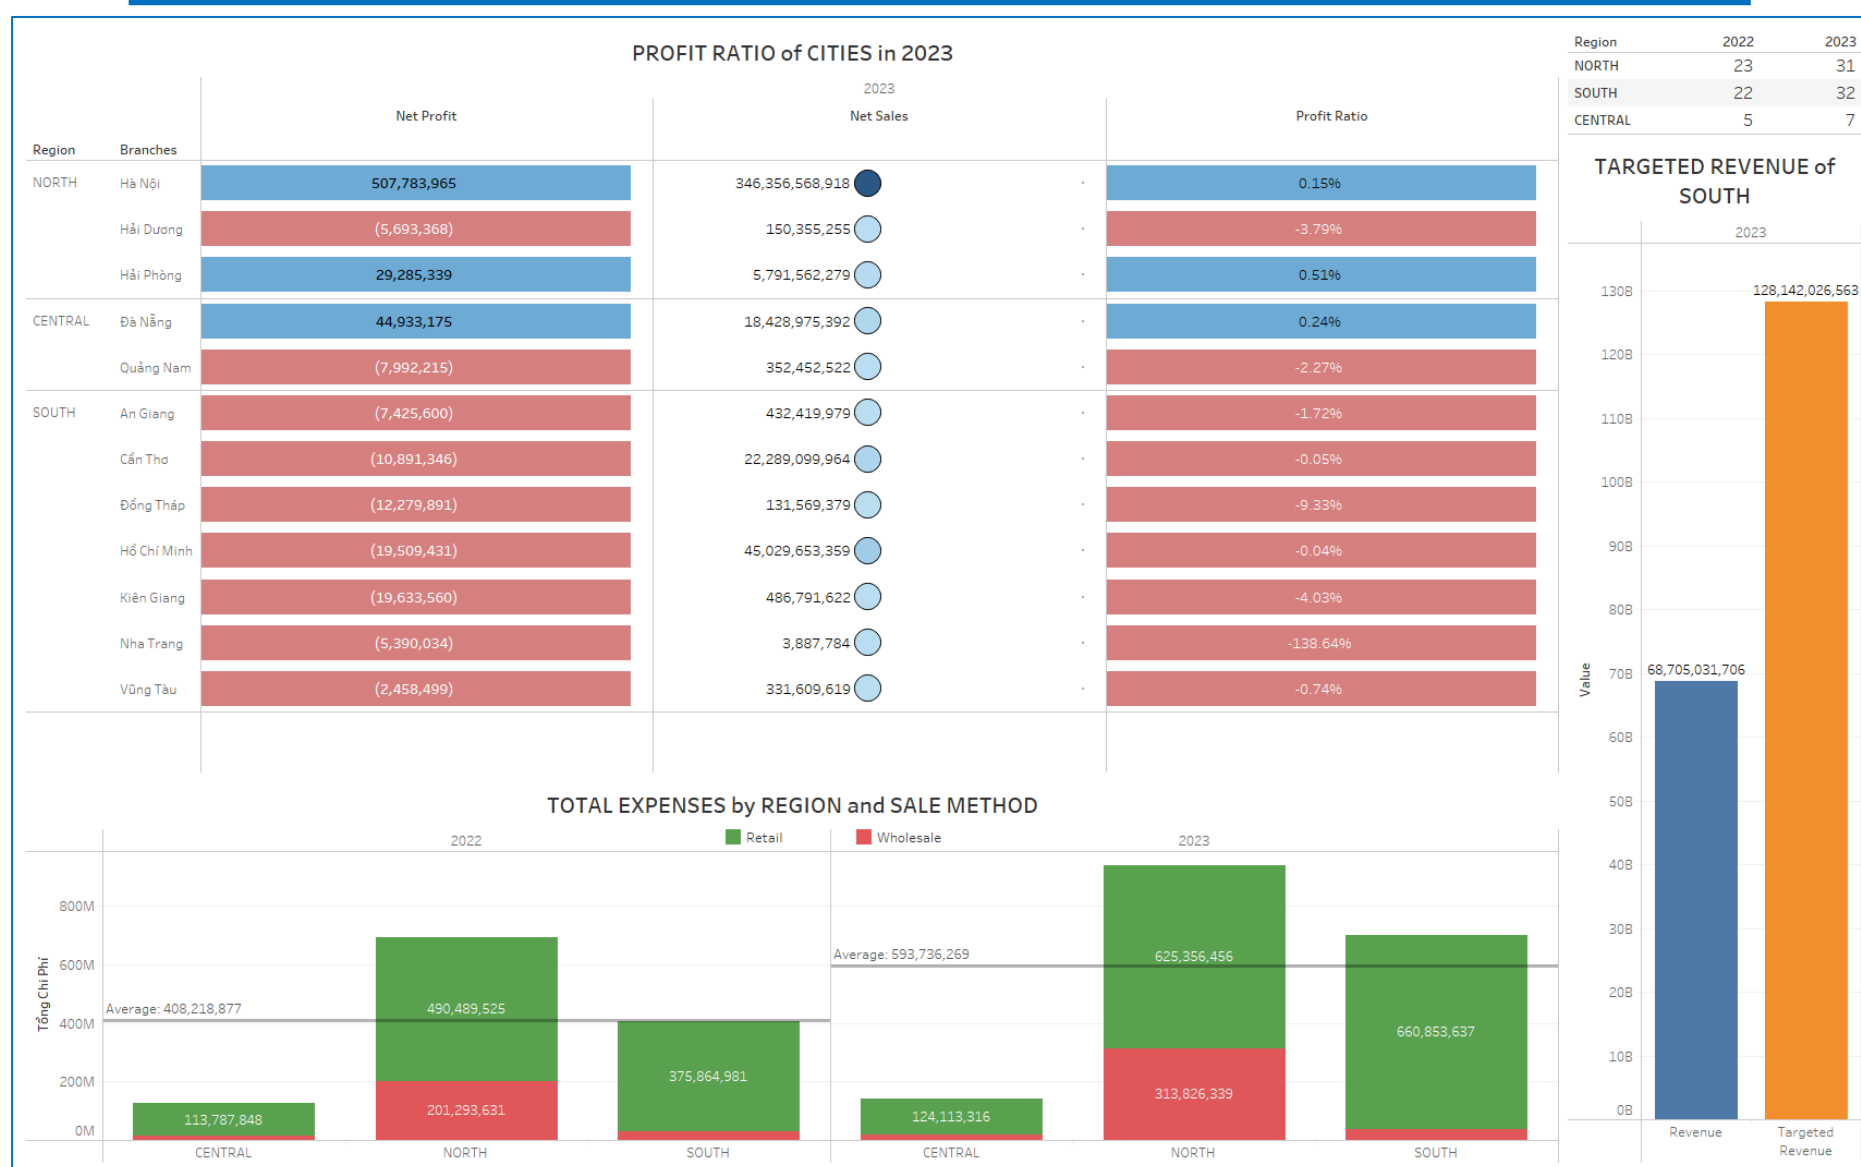 PROFIT RATIO of CITIES in 2023
2023
Net Profit Net Sales Profit Ratio
Region Branches
NORTH Hà Nội 507,783,965 346,356,568,918 0.15%
Hải Dương (5,693,368) 150,355,255 -3.79%
Hải Phòng 29,285,339 5,791,562,279 0.51%
CENTRAL Đà Nẵng 44,933,175 18,428,975,392 0.24%
Quảng Nam (7,992,215) 352,452,522 -2.27%
SOUTH An Giang (7,425,600) 432,419,979 -1.72%
Cần Thơ (10,891,346) 22,289,099,964 -0.05%
Đồng Tháp (12,279,891) 131,569,379 -9.33%
Hồ Chí Minh (19,509,431) 45,029,653,359 -0.04%
Kiên Giang (19,633,560) 486,791,622 -4.03%
Nha Trang (5,390,034) 3,887,784 -138.64%
Vũng Tàu (2,458,499) 331,609,619 -0.74%
Region 2022 2023
NORTH 23 31
SOUTH 22 32
CENTRAL 5 7
TARGETED REVENUE of
SOUTH
2023
130B
120B
110B
100B
90B
80B
70B
60B
50B
40B
30B
20B
10B
0B
Value
128,142,026,563
68,705,031,706
Revenue
Targeted
Revenue
TOTAL EXPENSES by REGION and SALE METHOD
2022 Retail Wholesale 2023
800M
600M
400M
200M
0M
Tổng Chi Phí
Average: 408,218,877
113,787,848
490,489,525
201,293,631
375,864,981
Average: 593,736,269
124,113,316
625,356,456
313,826,339
660,853,637
CENTRAL NORTH SOUTH CENTRAL NORTH SOUTH